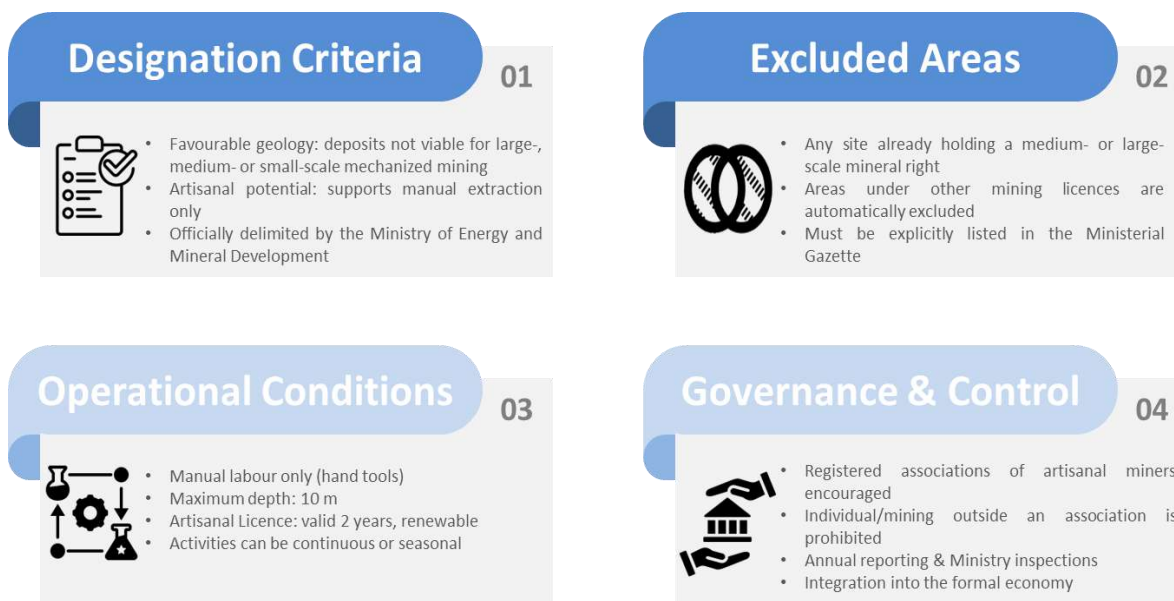 Designation Criteria
01
• Favourable geology: deposits not viable for large-,
medium- or small-scale mechanized mining
• Artisanal potential: supports manual extraction
only
• Officially delimited by the Ministry of Energy and
Mineral Development
Excluded Areas
02
• Any site already holding a medium- or large-
scale mineral right
• Areas under other mining licences are
automatically excluded
• Must be explicitly listed in the Ministerial
Gazette
Operational Conditions
03
• Manual labour only (hand tools)
• Maximum depth: 10 m
• Artisanal Licence: valid 2 years, renewable
• Activities can be continuous or seasonal
Governance & Control
04
• Registered associations of artisanal miners
encouraged
• Individual/mining outside an association is
prohibited
• Annual reporting & Ministry inspections
• Integration into the formal economy